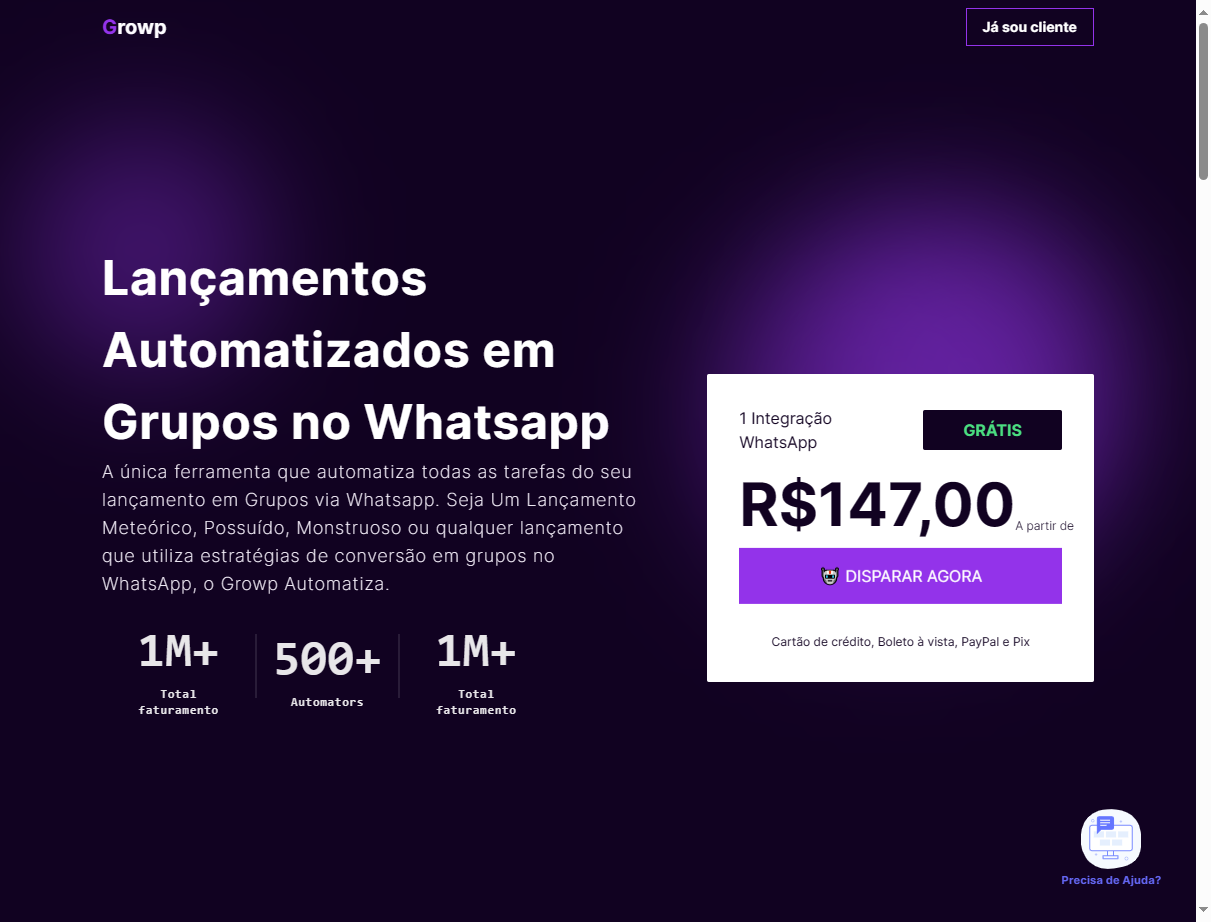 Growp
Já sou cliente
Lançamentos
Automatizados em
Grupos no Whatsapp
A única ferramenta que automatiza todas as tarefas do seu
lançamento em Grupos via Whatsapp. Seja Um Lançamento
Meteórico, Possuído, Monstruoso ou qualquer lançamento
que utiliza estratégias de conversão em grupos no
WhatsApp, o Growp Automatiza.
1M+
Total
faturamento
500+
Automators
1M+
Total
faturamento
1 Integração
WhatsApp
GRÁTIS
R$147,00
A partir de
DISPARAR AGORA
Cartão de crédito, Boleto à vista, PayPal e Pix
Precisa de Ajuda?